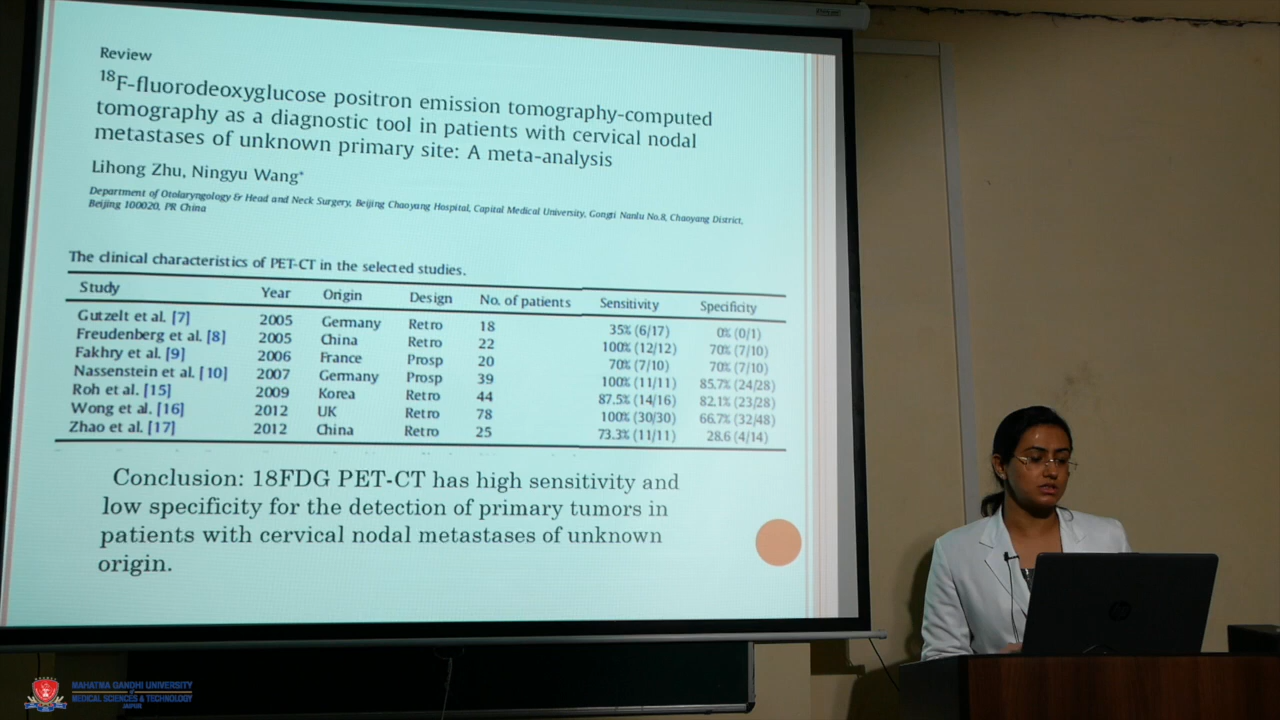 Review
18F-fluorodeoxyglucose positron emission tomography-computed
tomography as a diagnostic tool in patients with cervical nodal
metastases of unknown primary site: A meta-analysis
Lihong Zhu, Ningyu Wang*
Department of Otolaryngology & Head and Neck Surgery, Beijing Chaoyang Hospital, Capital Medical University, Gongti Nanlu No.8, Chaoyang District,
Beijing 100020, PR China
The clinical characteristics of PET-CT in the selected studies.
Study Year Origin Design No. of patients Sensitivity Specificity
Gutzelt et al. [7] 2005 Germany Retro 18 35% (6/17) 0% (0/1)
Freudenberg et al. [8] 2005 China Retro 22 100% (12/12) 70% (7/10)
Fakhry et al. [9] 2006 France Prosp 20 70% (7/10) 70% (7/10)
Nassenstein et al. [10] 2007 Germany Prosp 39 100% (11/11) 85.7% (24/28)
Roh et al. [15] 2009 Korea Retro 44 87.5% (14/16) 82.1% (23/28)
Wong et al. [16] 2012 UK Retro 78 100% (30/30) 66.7% (32/48)
Zhao et al. [17] 2012 China Retro 25 73.3% (11/11) 28.6 (4/14)
Conclusion: 18FDG PET-CT has high sensitivity and
low specificity for the detection of primary tumors in
patients with cervical nodal metastases of unknown
origin.
MAHATMA GANDHI UNIVERSITY
of
MEDICAL SCIENCES & TECHNOLOGY
JAIPUR